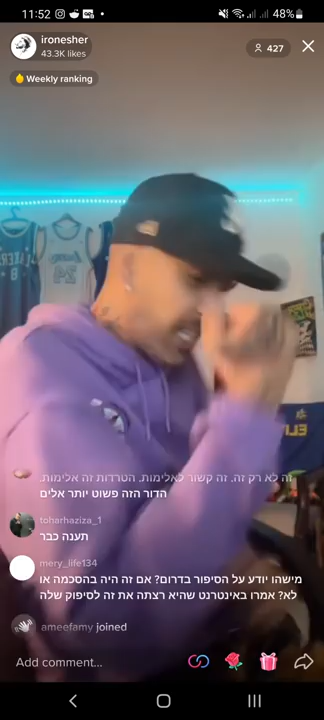 11:52
48%
ironesher
43.3K likes
427
Weekly ranking
24
8
זה לא רק זה, זה קשור לאלימות, הטרדות זה אלימות.
הדור הזה פשוט יותר אלים
toharhaziza_1
תענה כבר
mery_life134
מישהו יודע על הסיפור בדרום? אם זה היה בהסכמה או
לא? אמרו באינטרנט שהיא רצתה את זה לסיפוק שלה
ameefamy joined
Add comment...